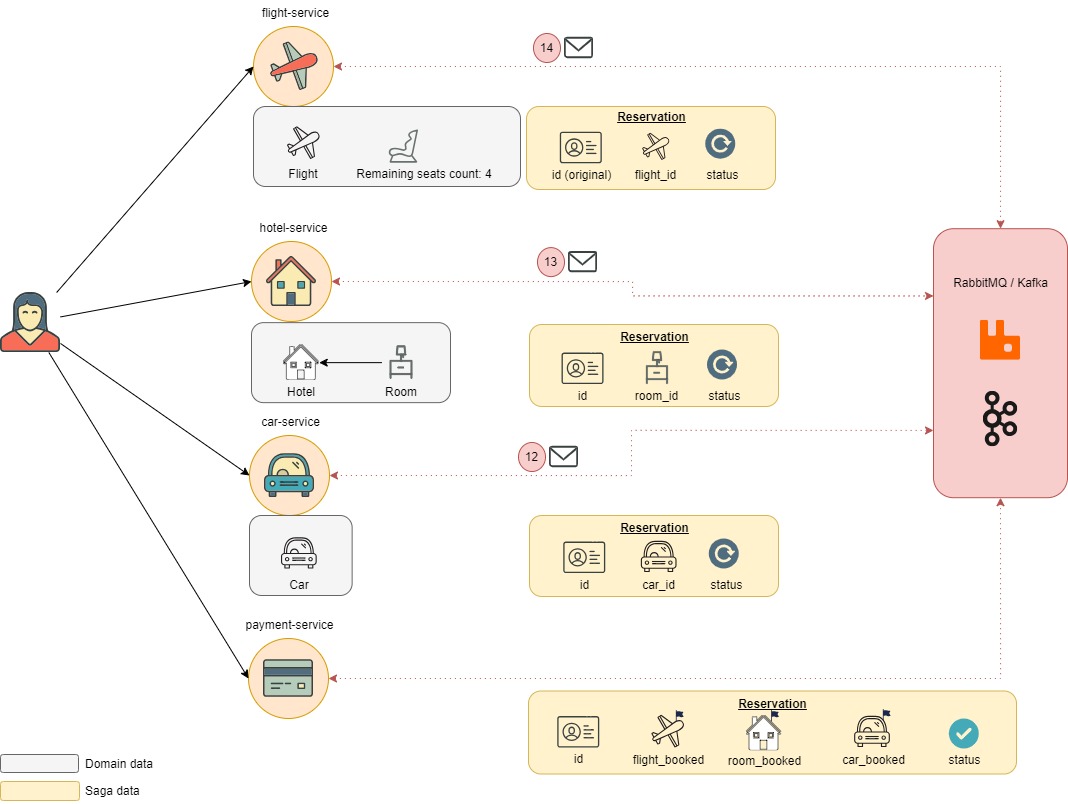 flight-service
14
Reservation
Flight
Remaining seats count: 4
id (original)
flight_id
status
hotel-service
13
RabbitMQ / Kafka
Reservation
Hotel
Room
id
room_id
status
car-service
12
Reservation
Car
id
car_id
status
payment-service
Reservation
id
flight_booked
room_booked
car_booked
status
Domain data
Saga data